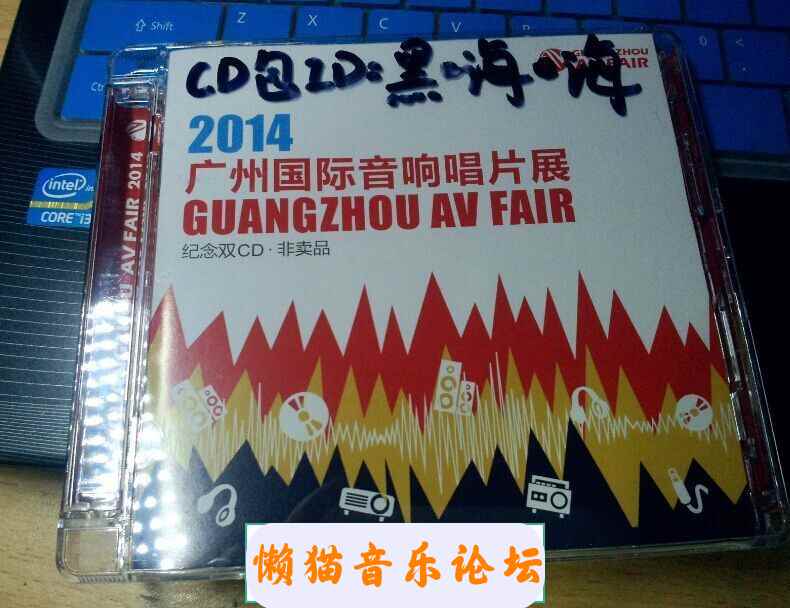 Shift
Z
X
C
V
CD包2D:黑·嗨·嗨
GUANGZHOU
AV FAIR
2014
广州国际音响唱片展
GUANGZHOU AV FAIR
纪念双CD·非卖品
intel
CORE i3
AV FAIR 2014
懒猫音乐论坛